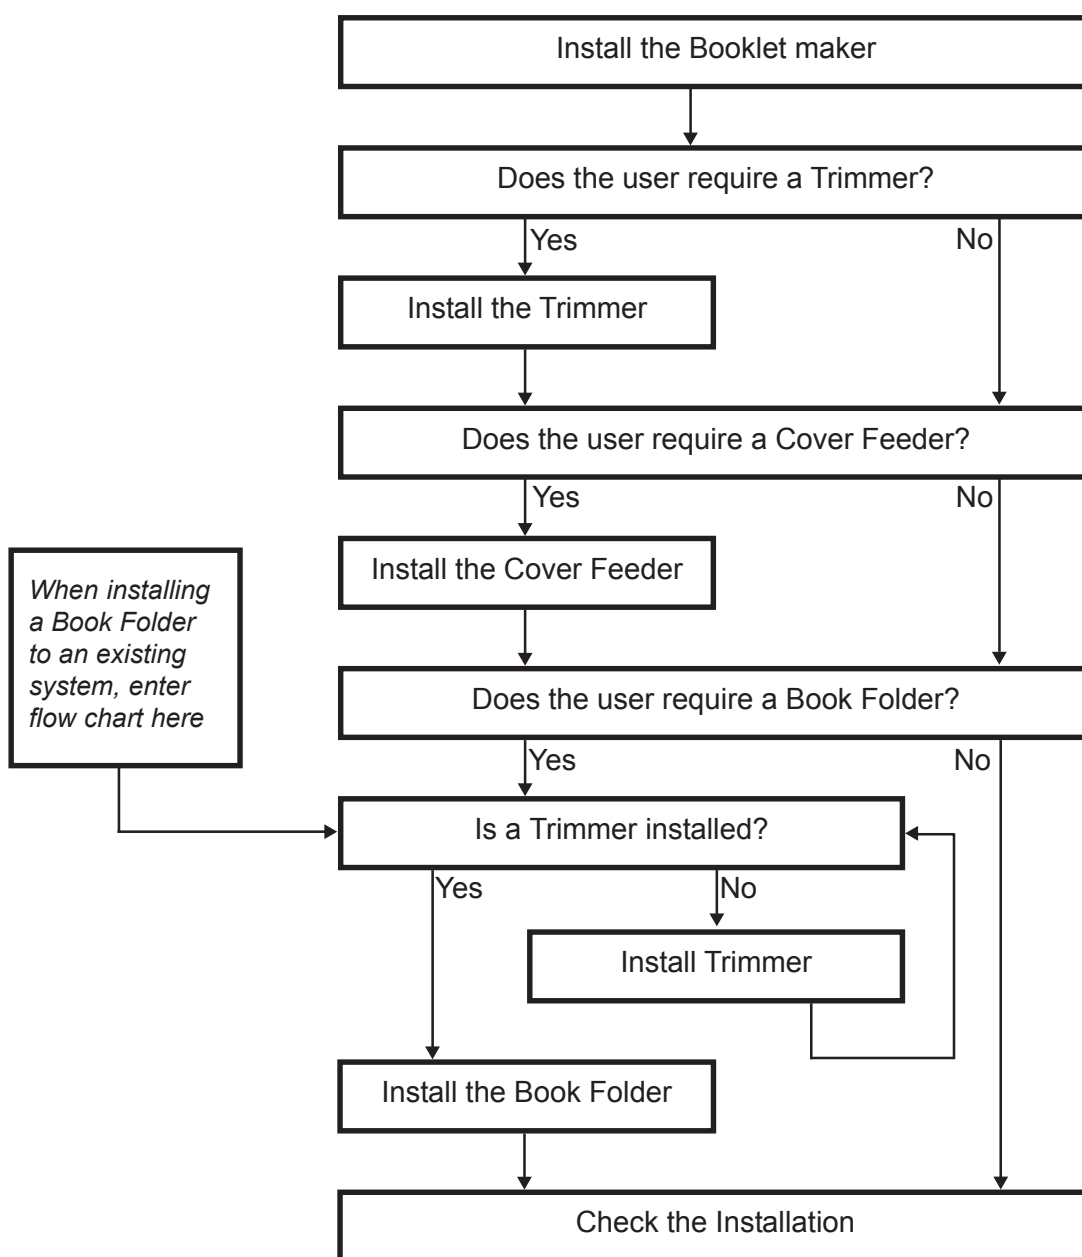 Install the Booklet maker
Does the user require a Trimmer?
Yes
No
Install the Trimmer
Does the user require a Cover Feeder?
Yes
No
Install the Cover Feeder
When installing
a Book Folder
to an existing
system, enter
flow chart here
Does the user require a Book Folder?
Yes
No
Is a Trimmer installed?
Yes
No
Install Trimmer
Install the Book Folder
Check the Installation